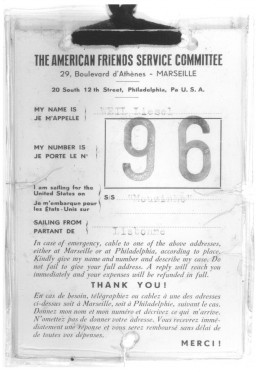 THE AMERICAN FRIENDS SERVICE COMMITTEE
29, Boulevard d'Athènes - MARSEILLE
20 South 12 th Street, Philadelphia, Pa U.S.A.
MY NAME IS
JE M'APPELLE
MY NUMBER IS
JE PORTE LE N°
96
I am sailing for the
United States on
S/S
Je m'embarque pour
les États-Unis sur
SAILING FROM
PARTANT DE
Lisbonne
In case of emergency, cable to one of the above addresses,
either at Marseille or at Philadelphia, according to place.
Kindly give my name and number and describe my case. Do
not fail to give your full address. A reply will reach you
immediately and your expenses will be refunded in full.
THANK YOU!
En cas de besoin, télégraphiez ou cablez à une des adresses
ci-dessus soit à Marseille, soit à Philadelphie, suivant le cas.
Donnez mon nom et mon numéro et décrivez ce qui m'arrive.
N'omettez pas de donner votre adresse. Vous recevrez immé-
diatement une réponse et vous serez remboursé sans délai de
de toutes vos dépenses.
MERCI!